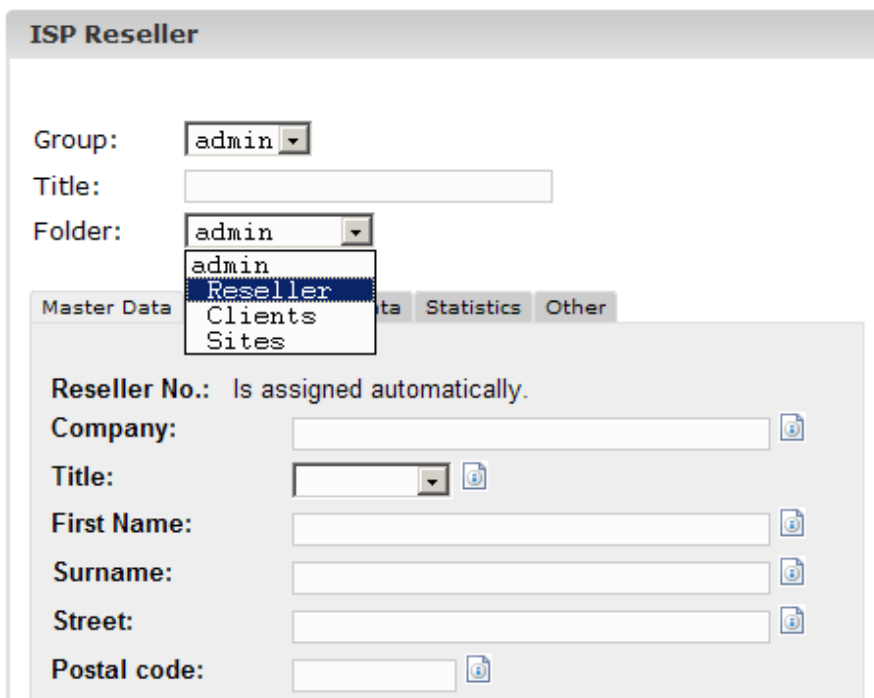 ISP Reseller
Group: admin
Title:
Folder: admin
admin
Reseller
Clients
Sites
Master Data ta Statistics Other
Reseller No.: Is assigned automatically.
Company:
Title:
First Name:
Surname:
Street:
Postal code: